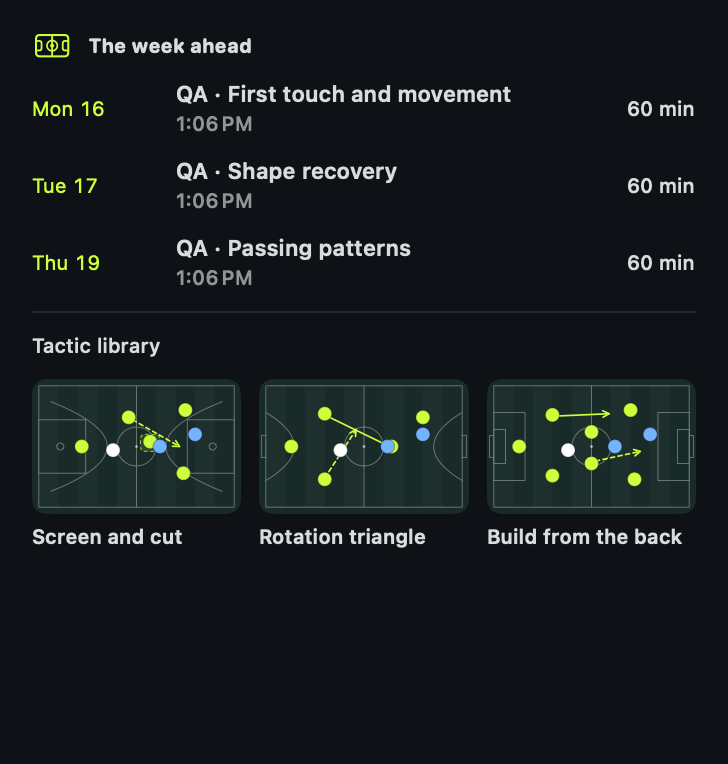 The week ahead
Mon 16
QA · First touch and movement
1:06 PM
60 min
Tue 17
QA · Shape recovery
1:06 PM
60 min
Thu 19
QA · Passing patterns
1:06 PM
60 min
Tactic library
Screen and cut
Rotation triangle
Build from the back